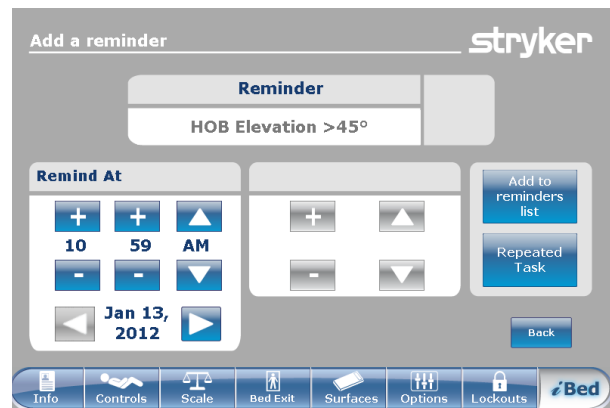 Add a reminder
stryker
Reminder
HOB Elevation >45°
Remind At
+ + +
10 59 AM
- - -
Jan 13,
2012
Add to
reminders
list
Repeated
Task
Back
Info Controls Scale Bed Exit Surfaces Options Lockouts iBed